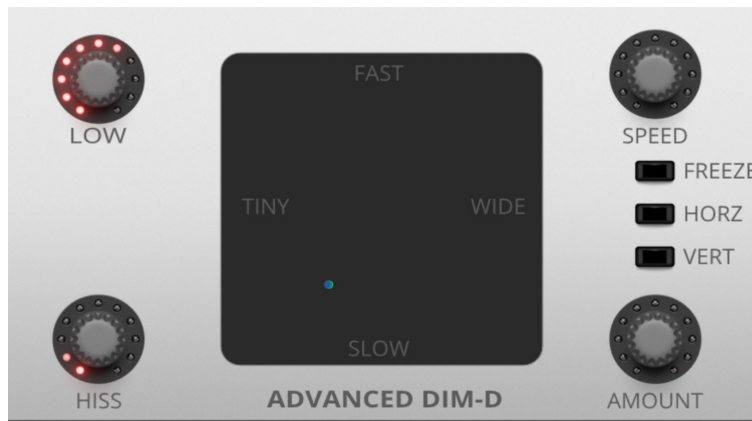 FAST
LOW
SPEED
FREEZE
TINY
WIDE
HORZ
VERT
SLOW
HISS
ADVANCED DIM-D
AMOUNT